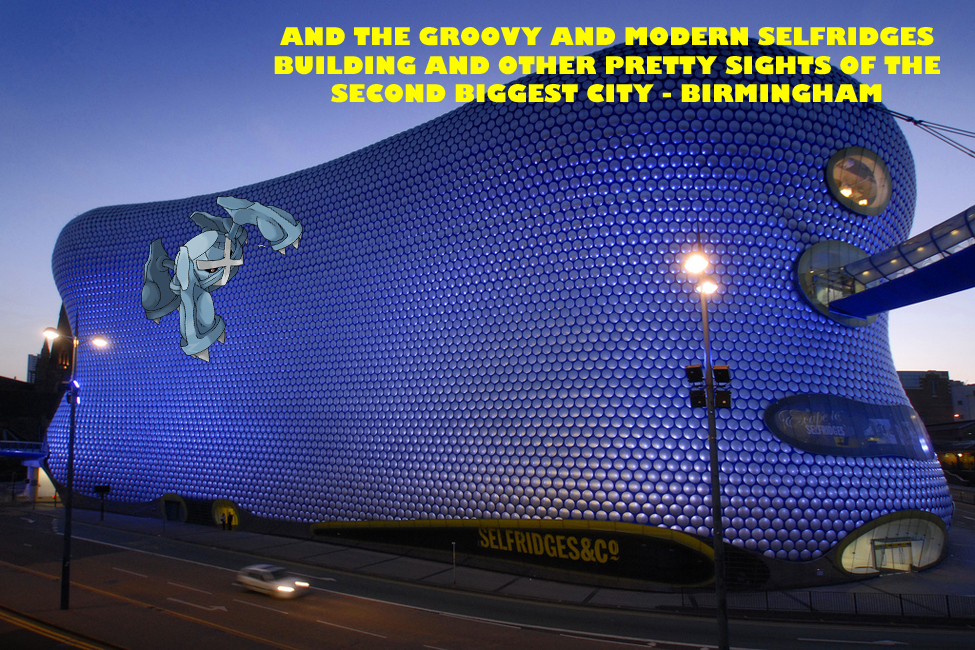 AND THE GROOVY AND MODERN SELFRIDGES
BUILDING AND OTHER PRETTY SIGHTS OF THE
SECOND BIGGEST CITY - BIRMINGHAM
SELFRIDGES&CO